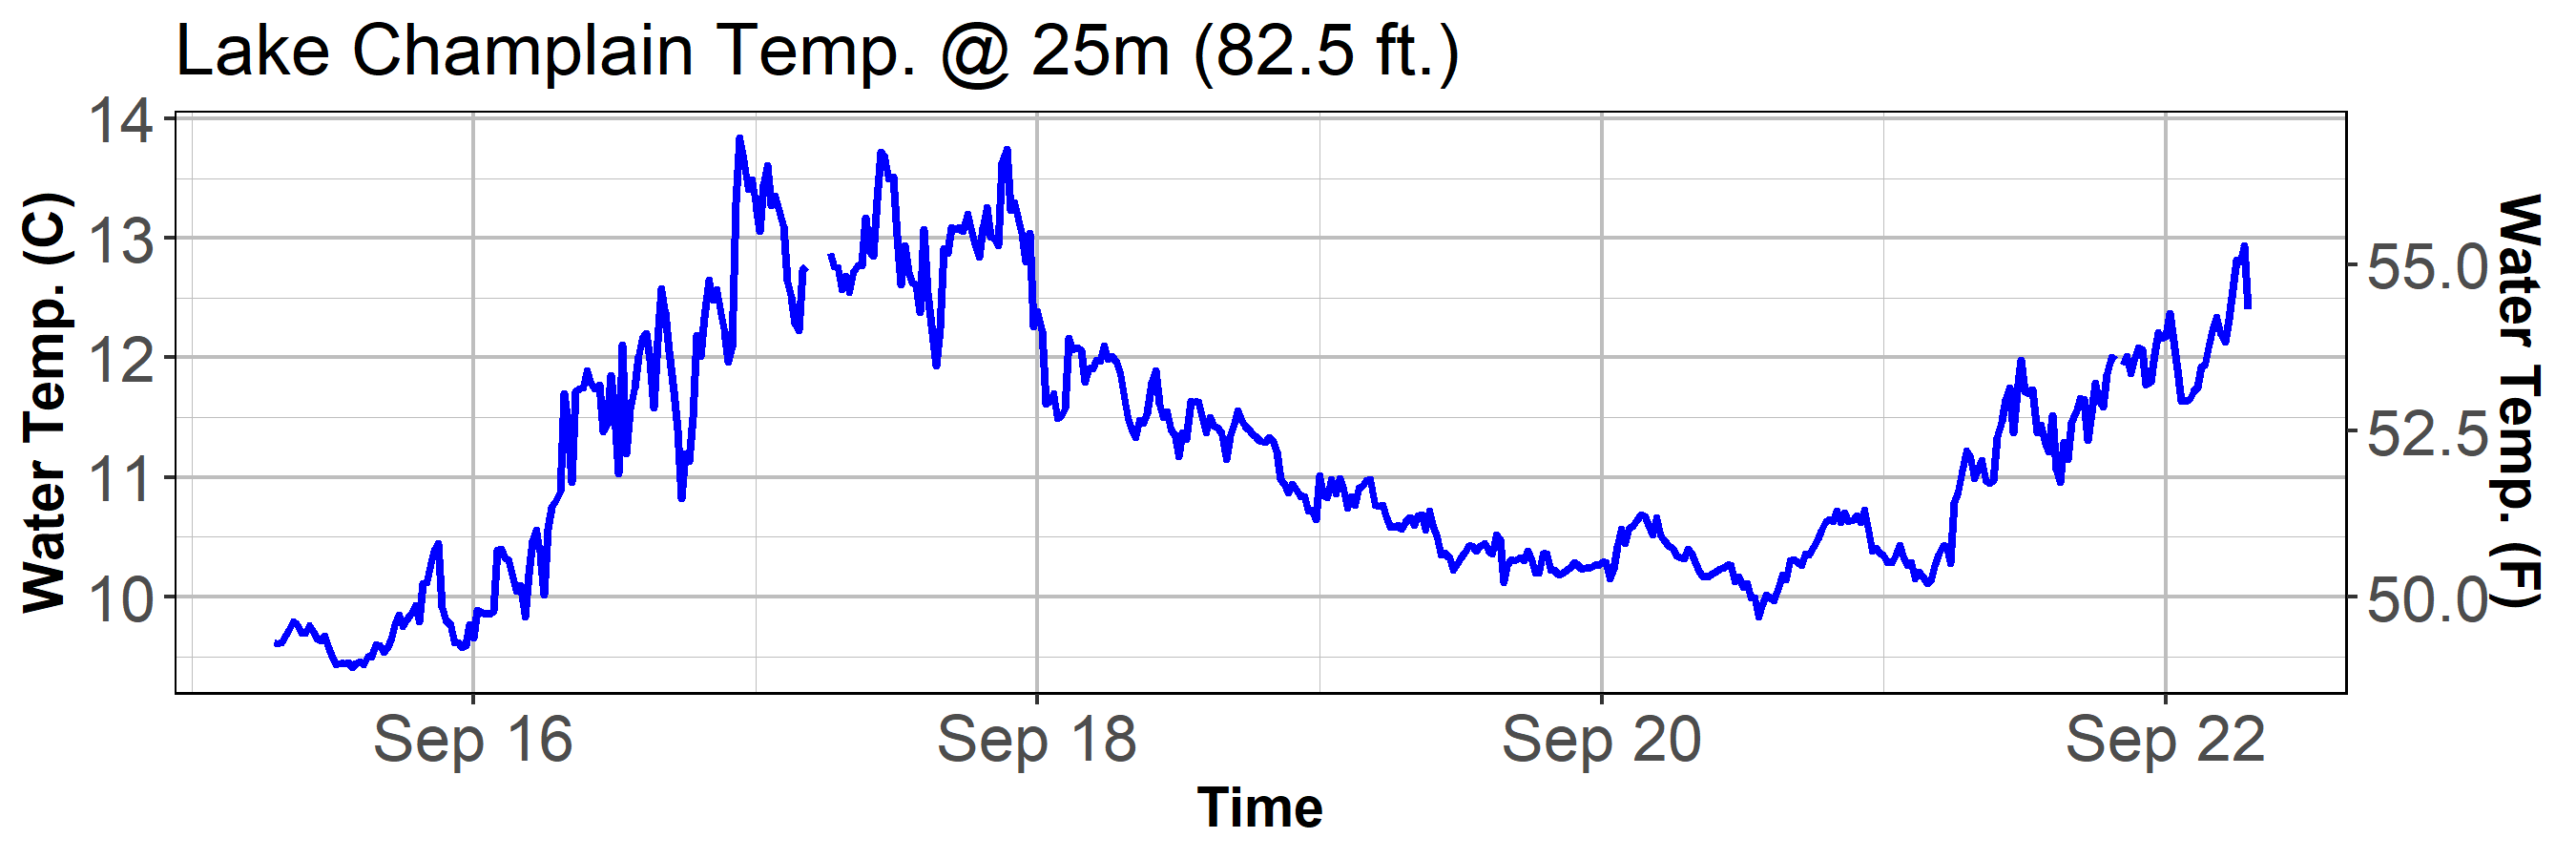 Lake Champlain Temp. @ 25m (82.5 ft.)
Water Temp. (C)
14
13
12
11
10
55.0
52.5
50.0
Water Temp. (F)
Sep 16
Sep 18
Sep 20
Sep 22
Time